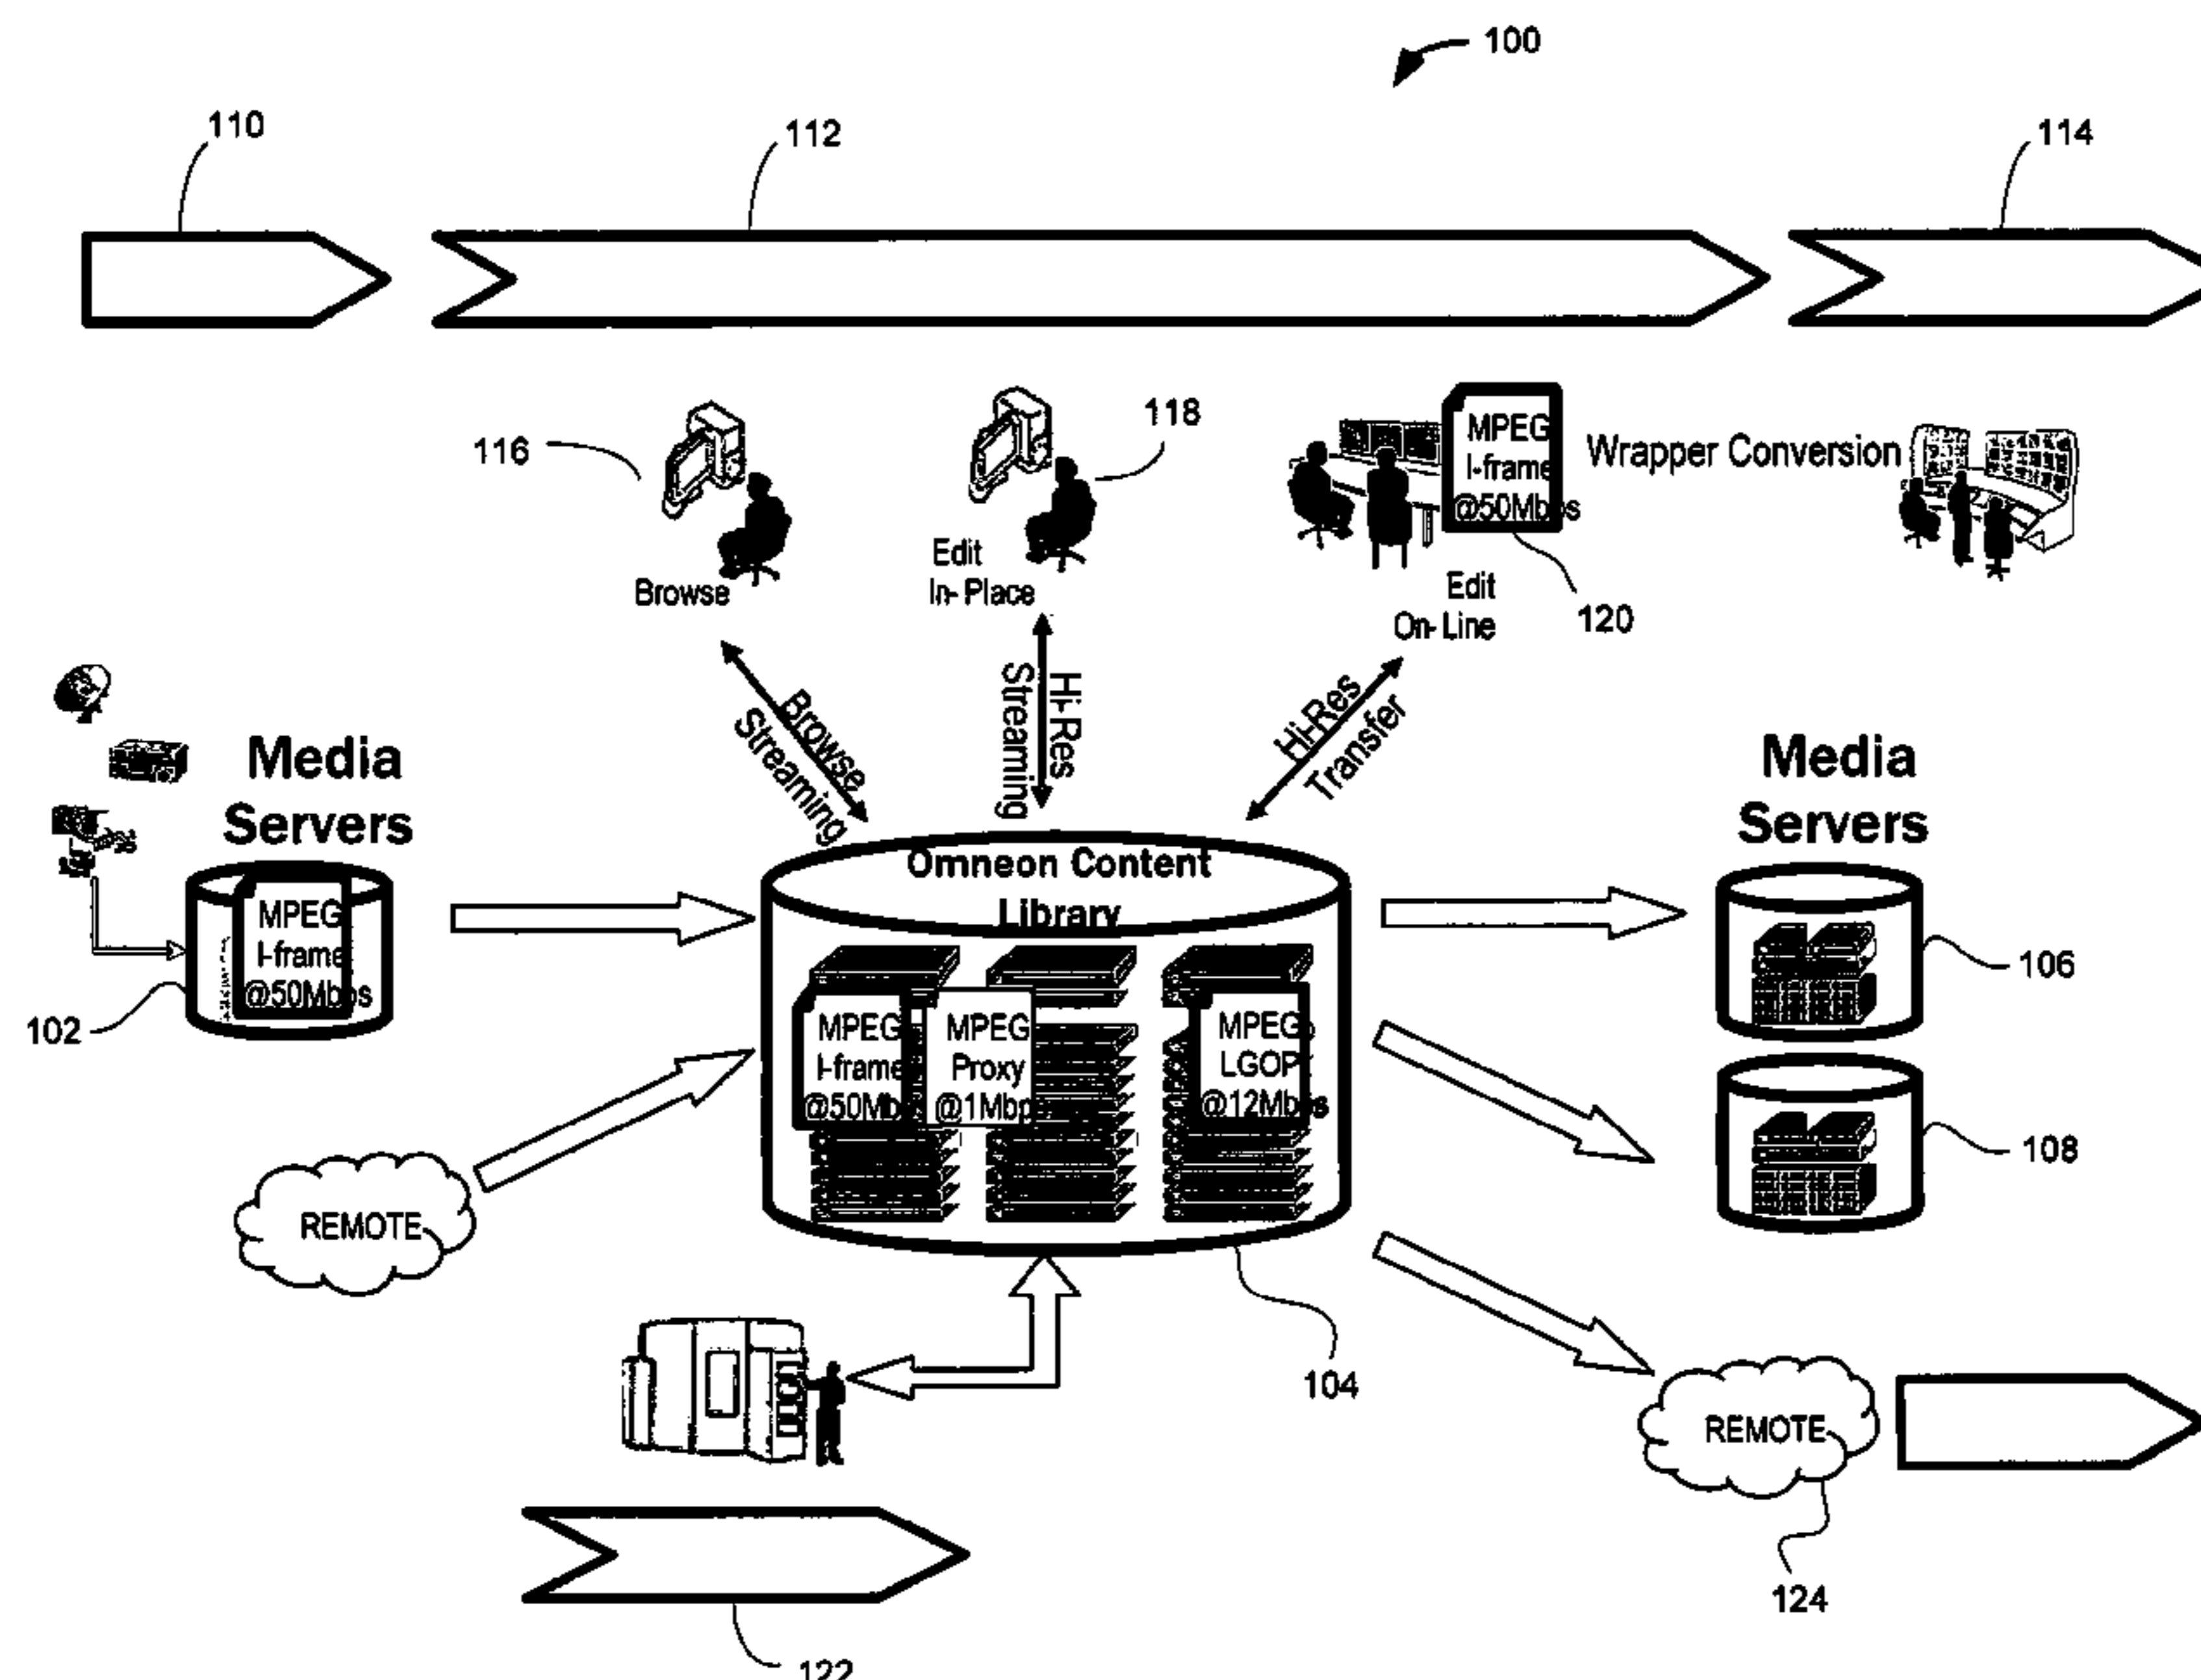 100
110
112
114
116
118
MPEG
I-frame
@50Mbps
Wrapper Conversion
Browse
Edit
In-Place
Edit
On-Line
120
Browse
Streaming
Hi-Res
Streaming
Hi-Res
Transfer
Media
Servers
MPEG
I-frame
@50Mbps
102
Omneon Content
Library
MPEG
I-frame
@50Mbps
MPEG
Proxy
@1Mbps
MPEG
LGOP
@12Mbps
Media
Servers
106
108
REMOTE
104
REMOTE
124
122